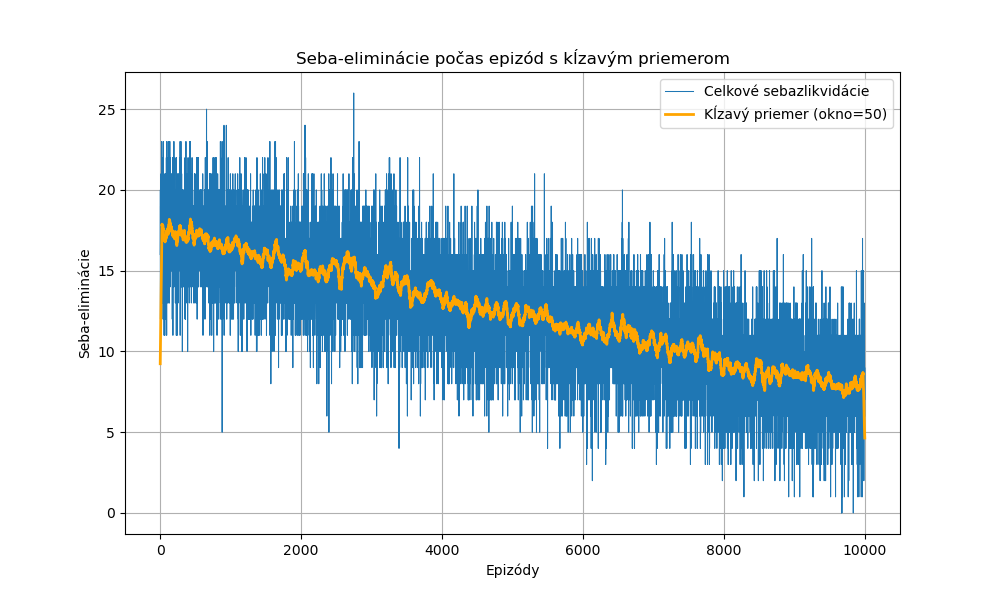 Seba-eliminácie počas epizód s kĺzavým priemerom
Celkové sebazlikvidácie
Kĺzavý priemer (okno=50)
25
20
15
10
5
0
Seba-eliminácie
0 2000 4000 6000 8000 10000
Epizódy